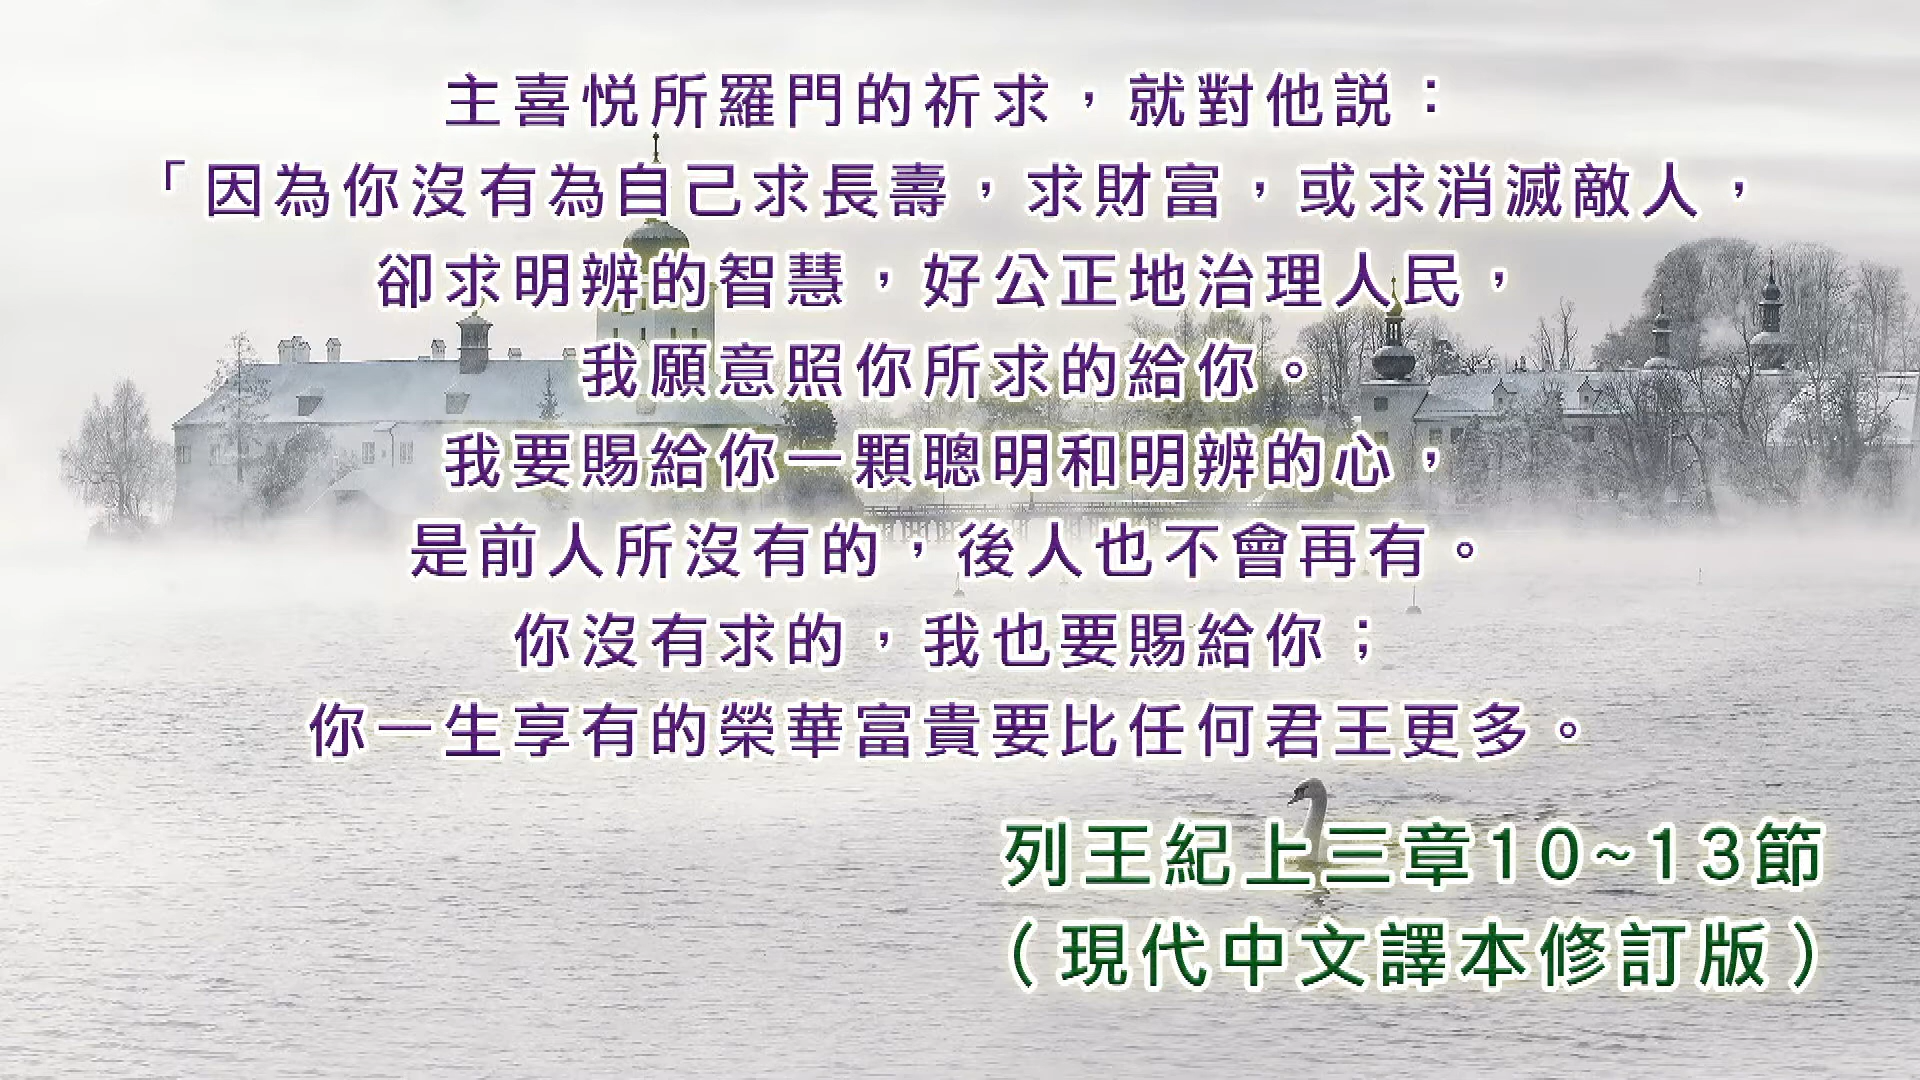 主喜悅所羅門的祈求，就對他說：
「因為你沒有為自己求長壽，求財富，或求消滅敵人，
卻求明辨的智慧，好公正地治理人民，
我願意照你所求的給你。
我要賜給你一顆聰明和明辨的心，
是前人所沒有的，後人也不會再有。
你沒有求的，我也要賜給你；
你一生享有的榮華富貴要比任何君王更多。
列王紀上三章10~13節
（現代中文譯本修訂版）